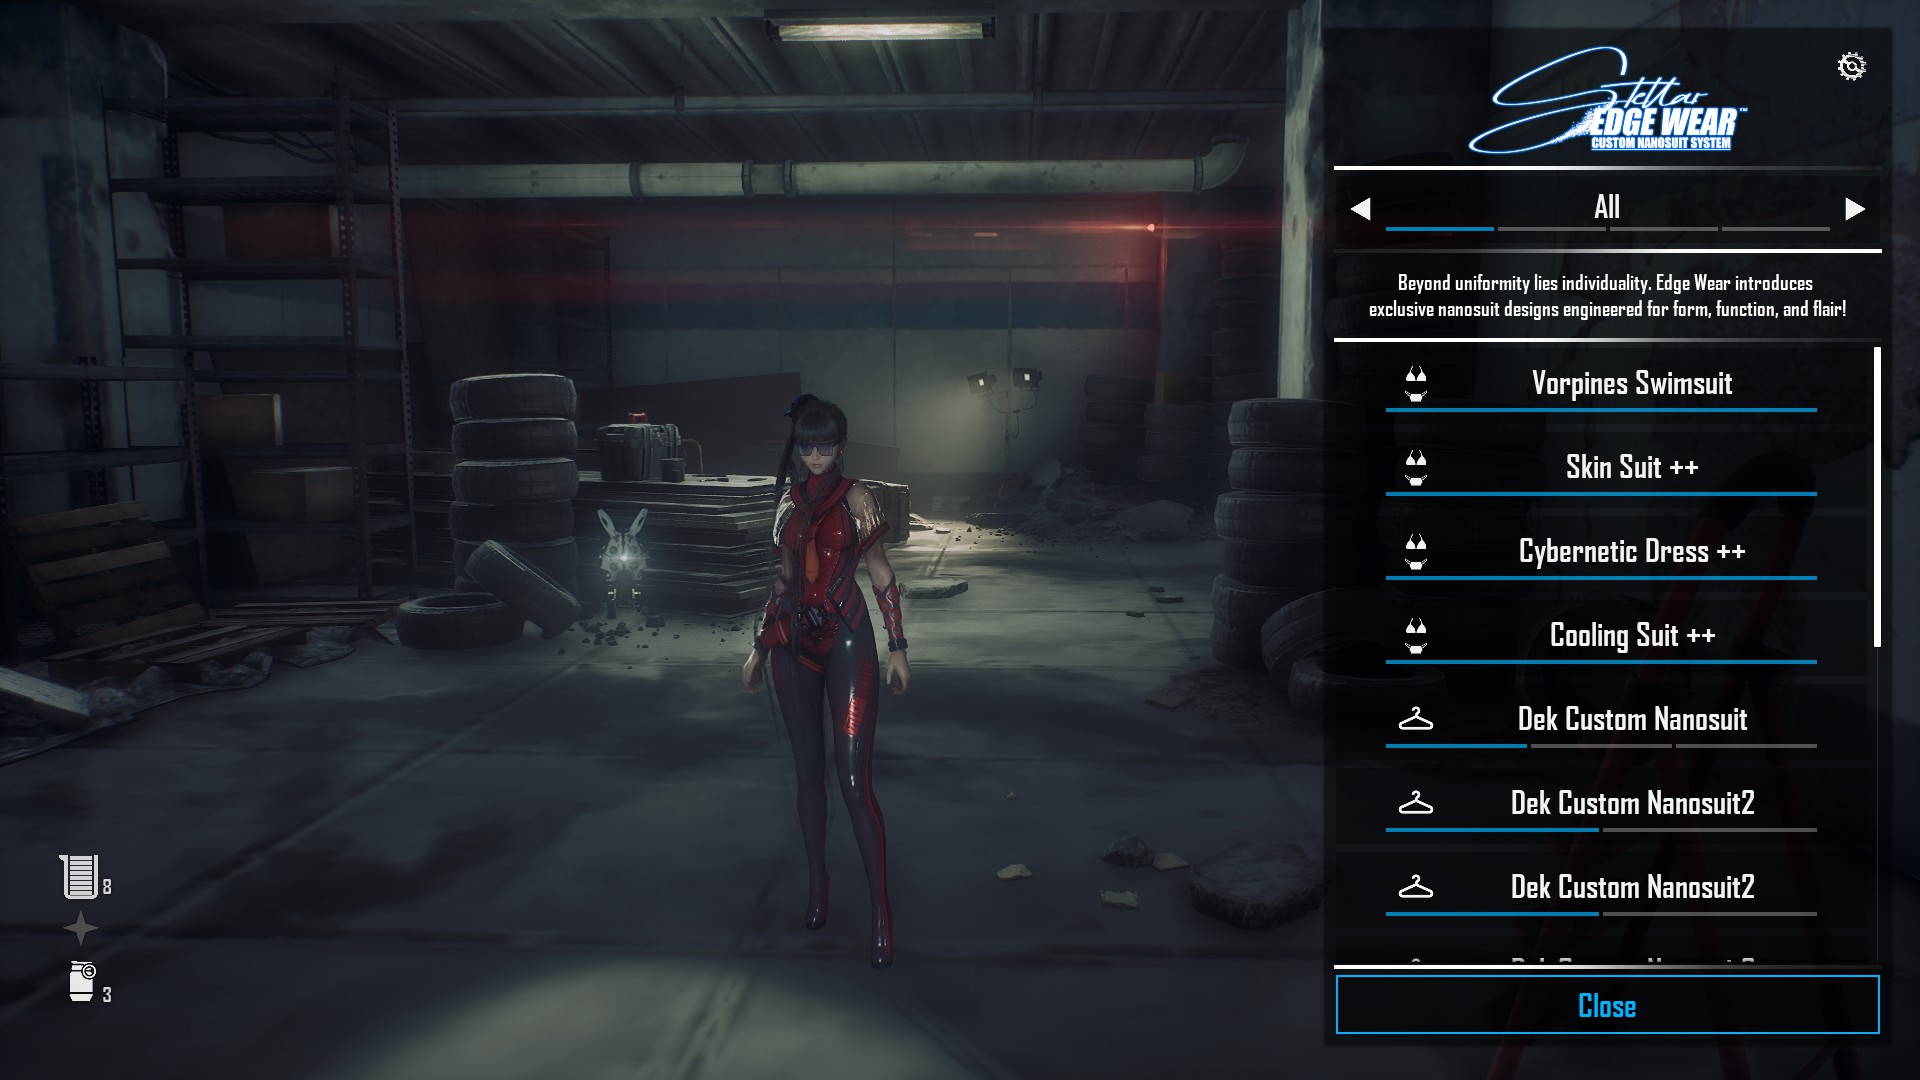 Stellar
EDGE WEAR™
CUSTOM NANOSUIT SYSTEM
All
Beyond uniformity lies individuality. Edge Wear introduces
exclusive nanosuit designs engineered for form, function, and flair!
Vorpines Swimsuit
Skin Suit ++
Cybernetic Dress ++
Cooling Suit ++
Dek Custom Nanosuit
Dek Custom Nanosuit2
Dek Custom Nanosuit2
Close
8
3